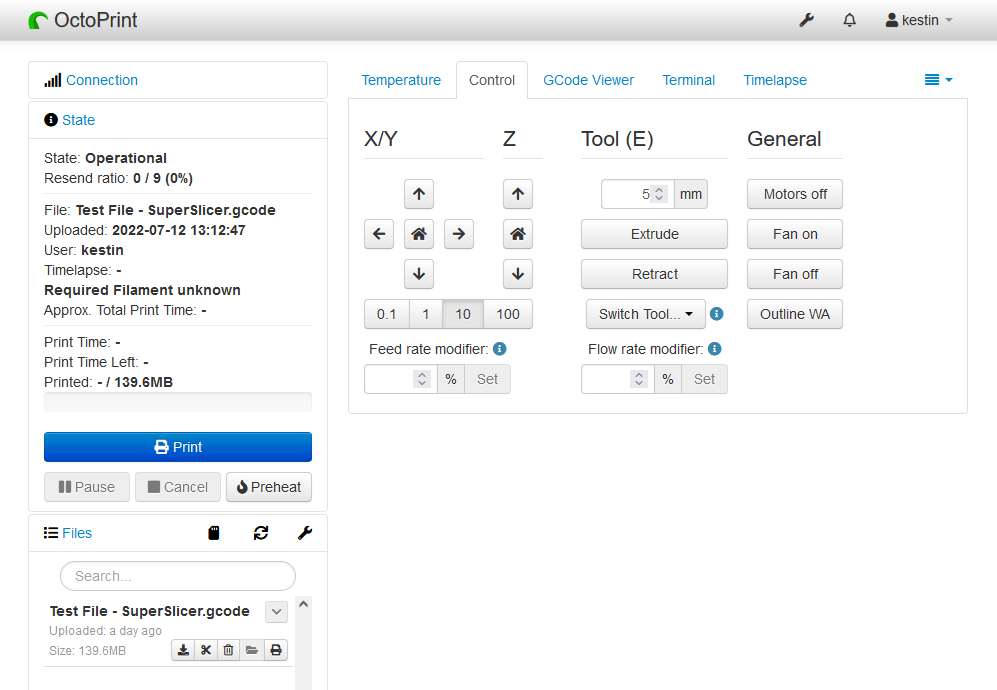 OctoPrint
kestin
Connection
State
State: Operational
Resend ratio: 0 / 9 (0%)
File: Test File - SuperSlicer.gcode
Uploaded: 2022-07-12 13:12:47
User: kestin
Timelapse: -
Required Filament unknown
Approx. Total Print Time: -
Print Time: -
Print Time Left: -
Printed: - / 139.6MB
Print
Pause Cancel Preheat
Files
Search...
Test File - SuperSlicer.gcode
Uploaded: a day ago
Size: 139.6MB
Temperature Control GCode Viewer Terminal Timelapse
X/Y Z Tool (E) General
5 mm Motors off
Extrude Fan on
Retract Fan off
0.1 1 10 100 Switch Tool... Outline WA
Feed rate modifier: Flow rate modifier:
% Set % Set